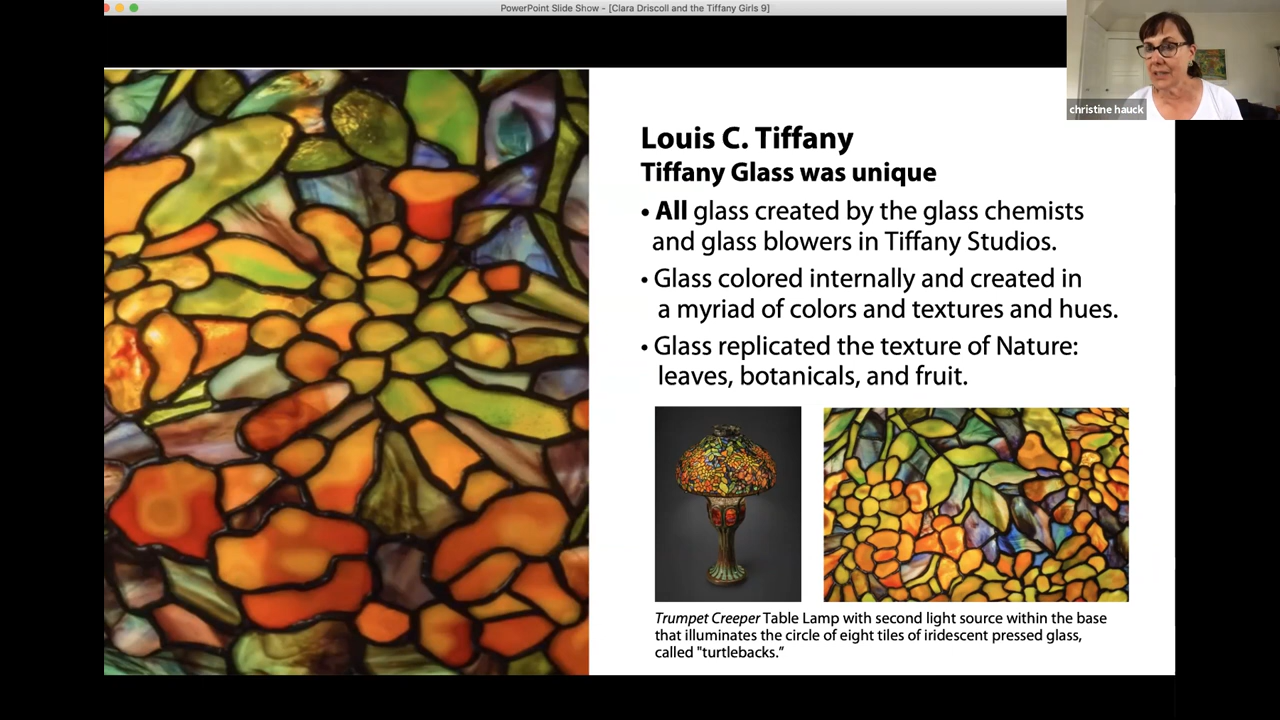 PowerPoint Slide Show - [Clara Driscoll and the Tiffany Girls 9]
christine hauck
Louis C. Tiffany
Tiffany Glass was unique
• All glass created by the glass chemists
and glass blowers in Tiffany Studios.
• Glass colored internally and created in
a myriad of colors and textures and hues.
• Glass replicated the texture of Nature:
leaves, botanicals, and fruit.
Trumpet Creeper Table Lamp with second light source within the base
that illuminates the circle of eight tiles of iridescent pressed glass,
called "turtlebacks.”